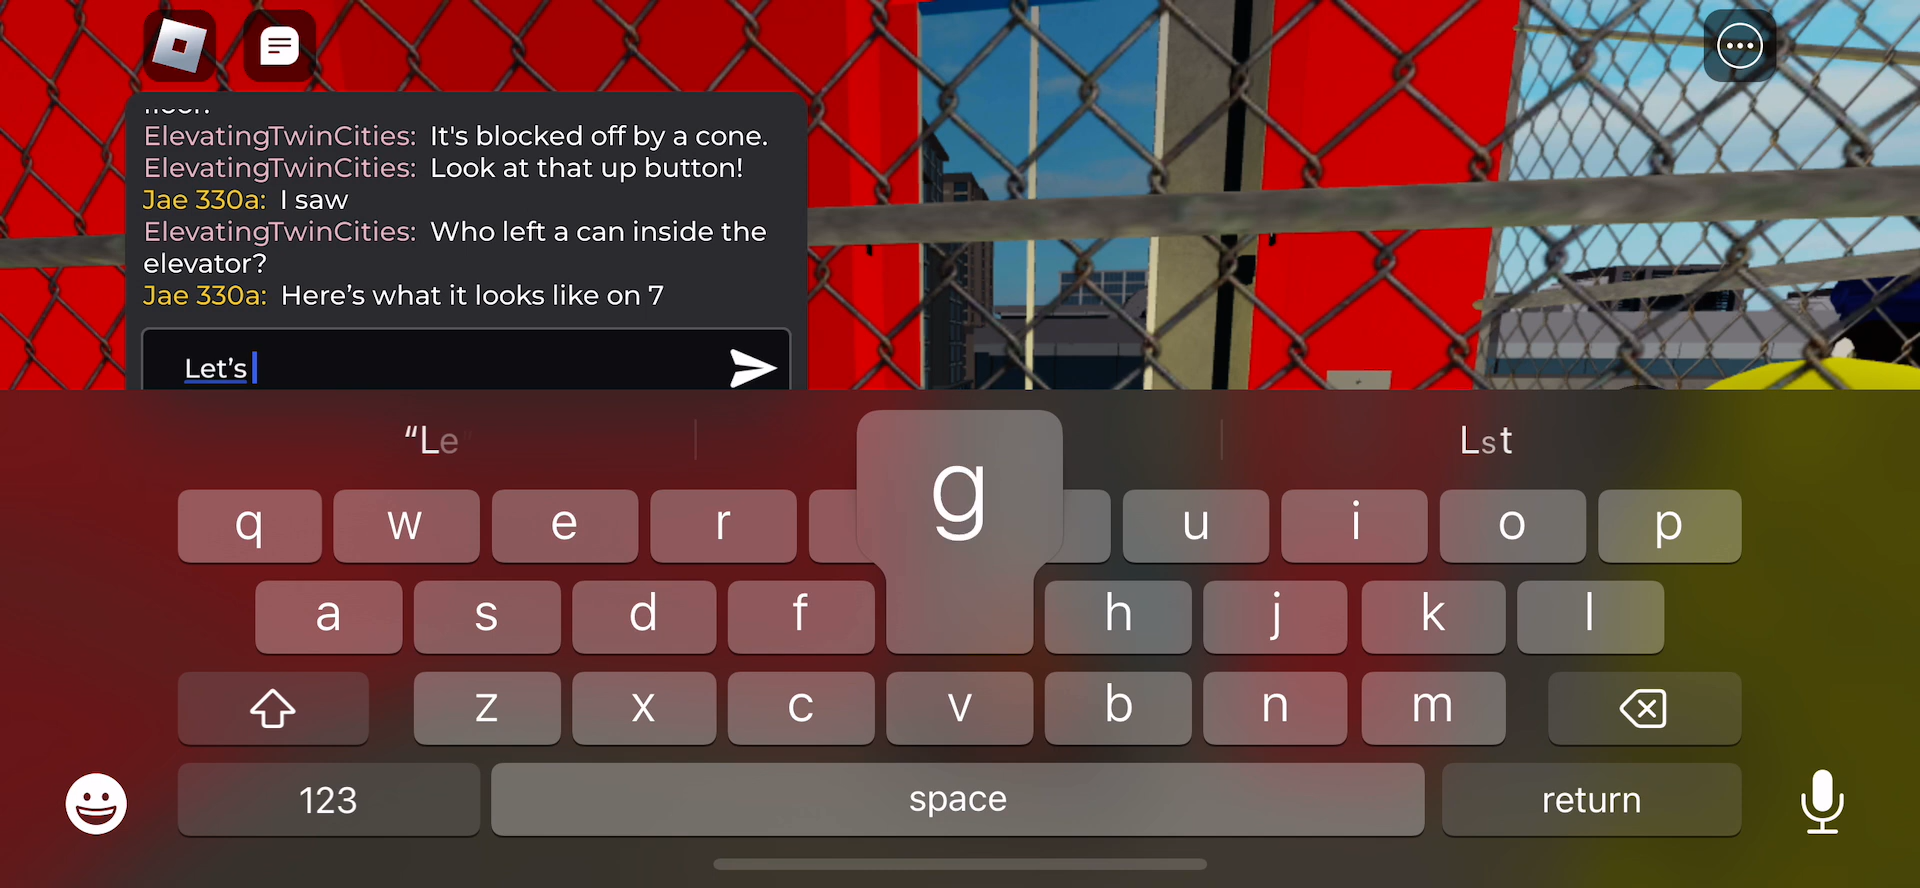 ElevatingTwinCities: It's blocked off by a cone.
ElevatingTwinCities: Look at that up button!
Jae 330a: I saw
ElevatingTwinCities: Who left a can inside the
elevator?
Jae 330a: Here’s what it looks like on 7
Let’s
“Le” Lst
g
q w e r u i o p
a s d f h j k l
z x c v b n m
123 space return